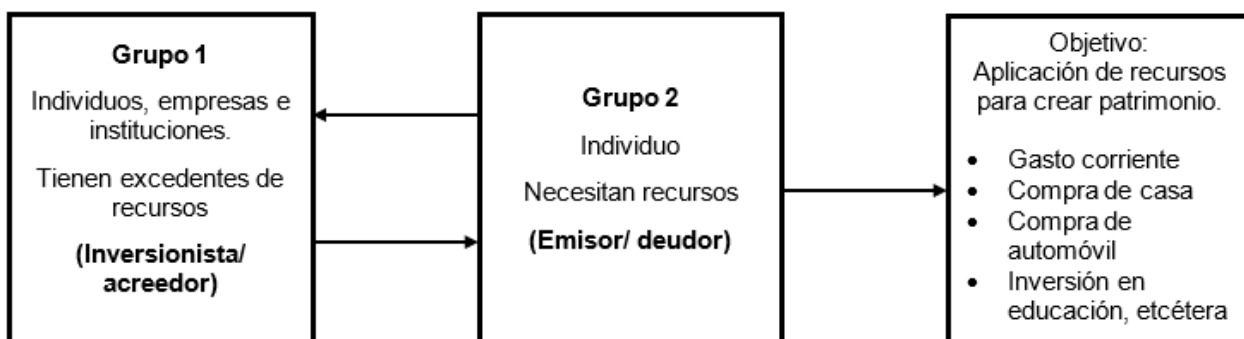 Grupo 1
Individuos, empresas e
instituciones.
Tienen excedentes de
recursos
(Inversionista/
acreedor)
Grupo 2
Individuo
Necesitan recursos
(Emisor/ deudor)
Objetivo:
Aplicación de recursos
para crear patrimonio.
• Gasto corriente
• Compra de casa
• Compra de
automóvil
• Inversión en
educación, etcétera